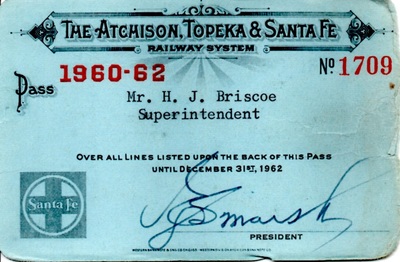 THE ATCHISON, TOPEKA & SANTA FE
RAILWAY SYSTEM
Pass
1960-62
No 1709
Mr. H. J. Briscoe
Superintendent
OVER ALL LINES LISTED UPON THE BACK OF THIS PASS
UNTIL DECEMBER 31ST, 1962
Santa Fe
PRESIDENT